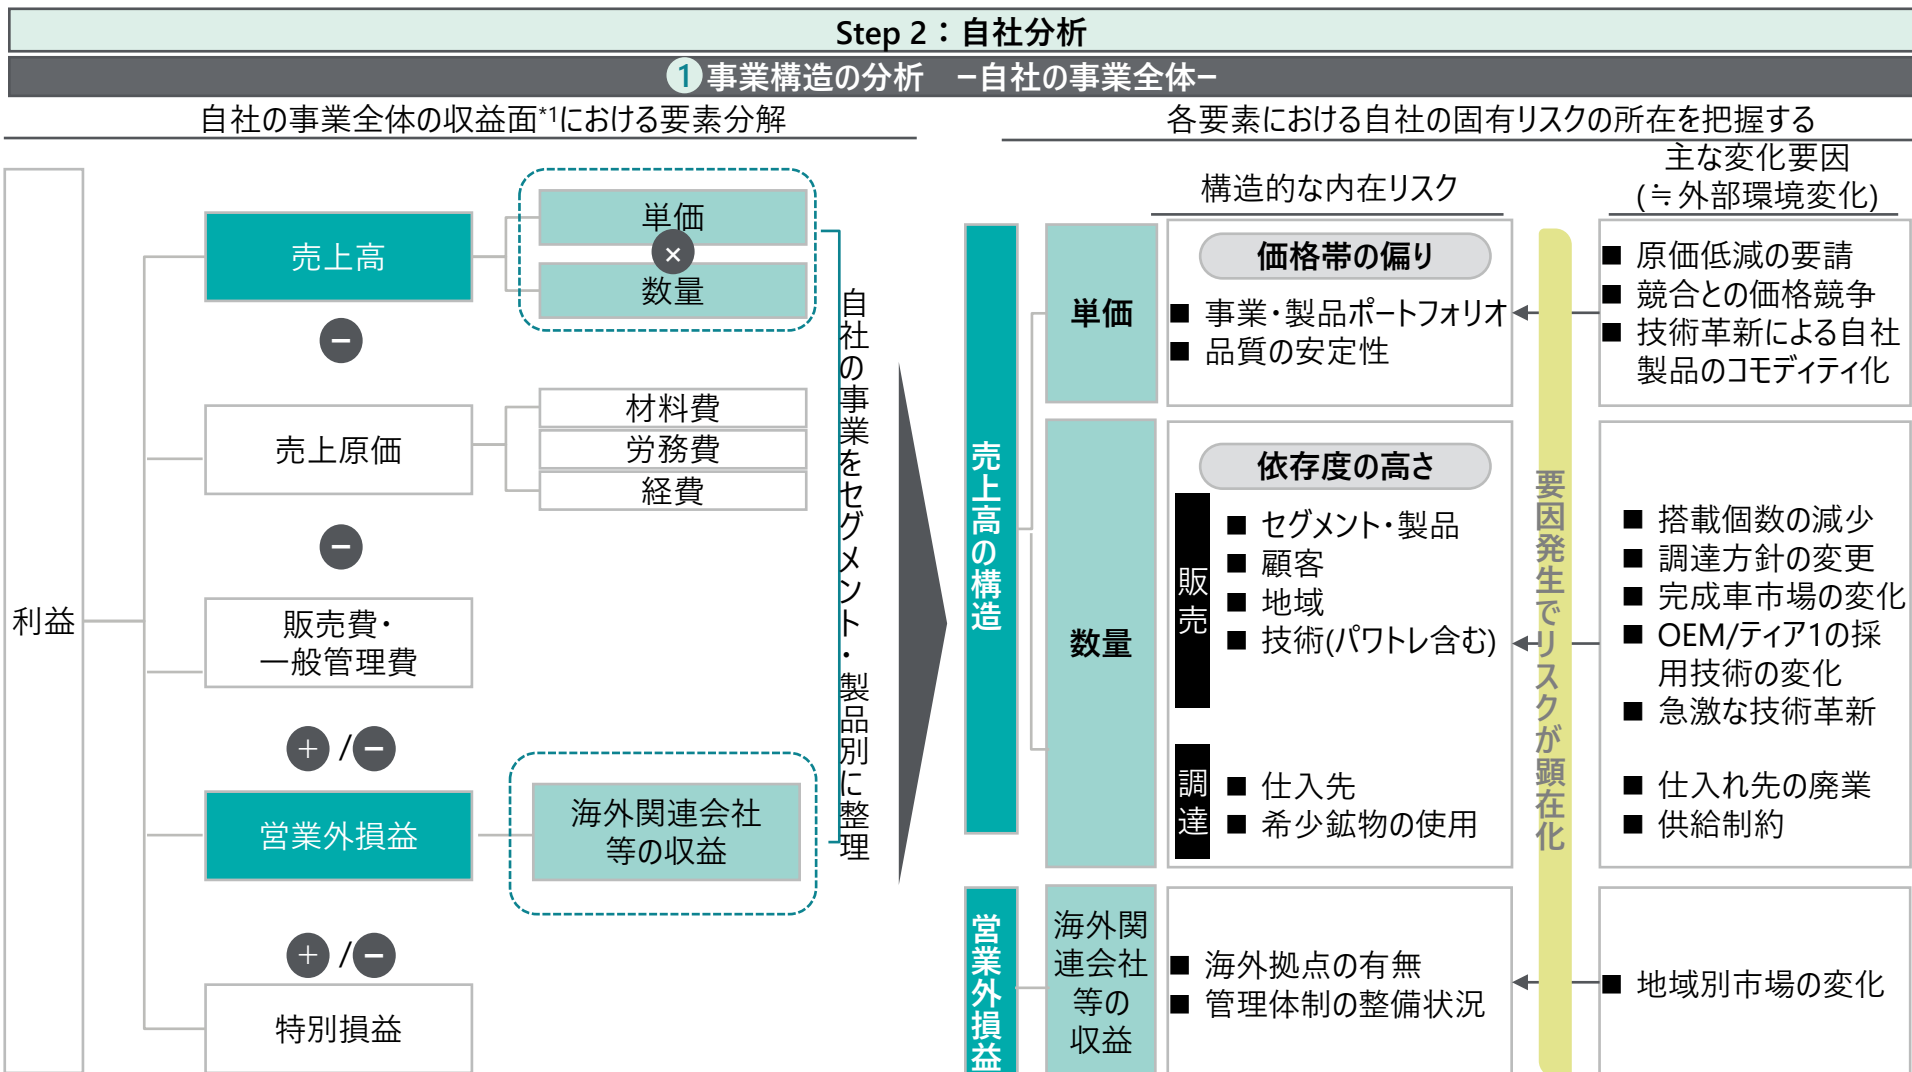 Step 2：自社分析
1 事業構造の分析　−自社の事業全体−
自社の事業全体の収益面*1における要素分解
利益
売上高
単価
×
数量
−
売上原価
材料費
労務費
経費
−
販売費・
一般管理費
+ / −
営業外損益
海外関連会社
等の収益
+ / −
特別損益
自社の事業をセグメント・製品別に整理
各要素における自社の固有リスクの所在を把握する
構造的な内在リスク
主な変化要因
(≒外部環境変化)
売上高の構造
単価
価格帯の偏り
■ 事業・製品ポートフォリオ
■ 品質の安定性
■ 原価低減の要請
■ 競合との価格競争
■ 技術革新による自社
製品のコモディティ化
数量
依存度の高さ
販売
■ セグメント・製品
■ 顧客
■ 地域
■ 技術(パワトレ含む)
調達
■ 仕入先
■ 希少鉱物の使用
要因発生でリスクが顕在化
■ 搭載個数の減少
■ 調達方針の変更
■ 完成車市場の変化
■ OEM/ティア1の採
用技術の変化
■ 急激な技術革新
■ 仕入れ先の廃業
■ 供給制約
営業外損益
海外関
連会社
等の
収益
■ 海外拠点の有無
■ 管理体制の整備状況
■ 地域別市場の変化